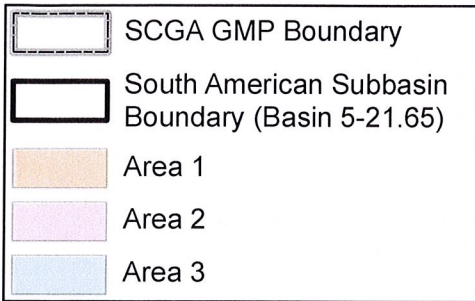 SCGA GMP Boundary
South American Subbasin
Boundary (Basin 5-21.65)
Area 1
Area 2
Area 3